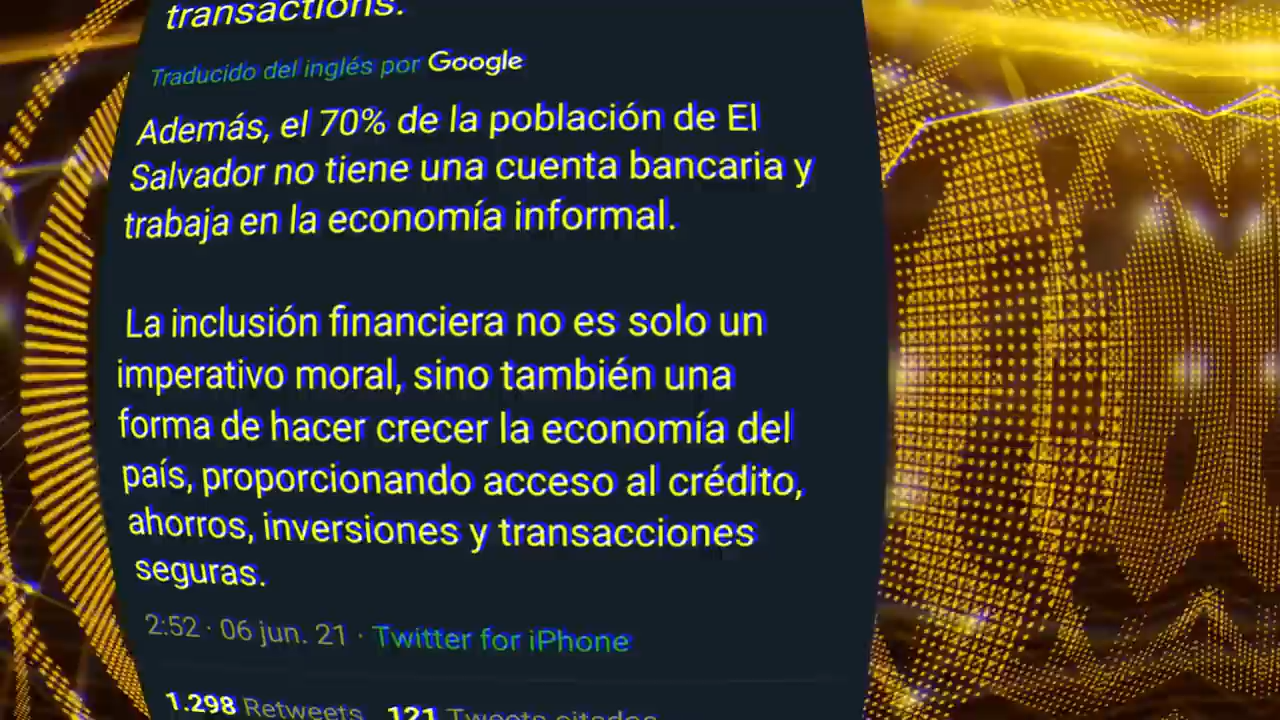 transactions.
Traducido del inglés por Google
Además, el 70% de la población de El
Salvador no tiene una cuenta bancaria y
trabaja en la economía informal.
La inclusión financiera no es solo un
imperativo moral, sino también una
forma de hacer crecer la economía del
país, proporcionando acceso al crédito,
ahorros, inversiones y transacciones
seguras.
2:52 · 06 jun. 21 · Twitter for iPhone
1.298 Retweets 121 Tweets citados